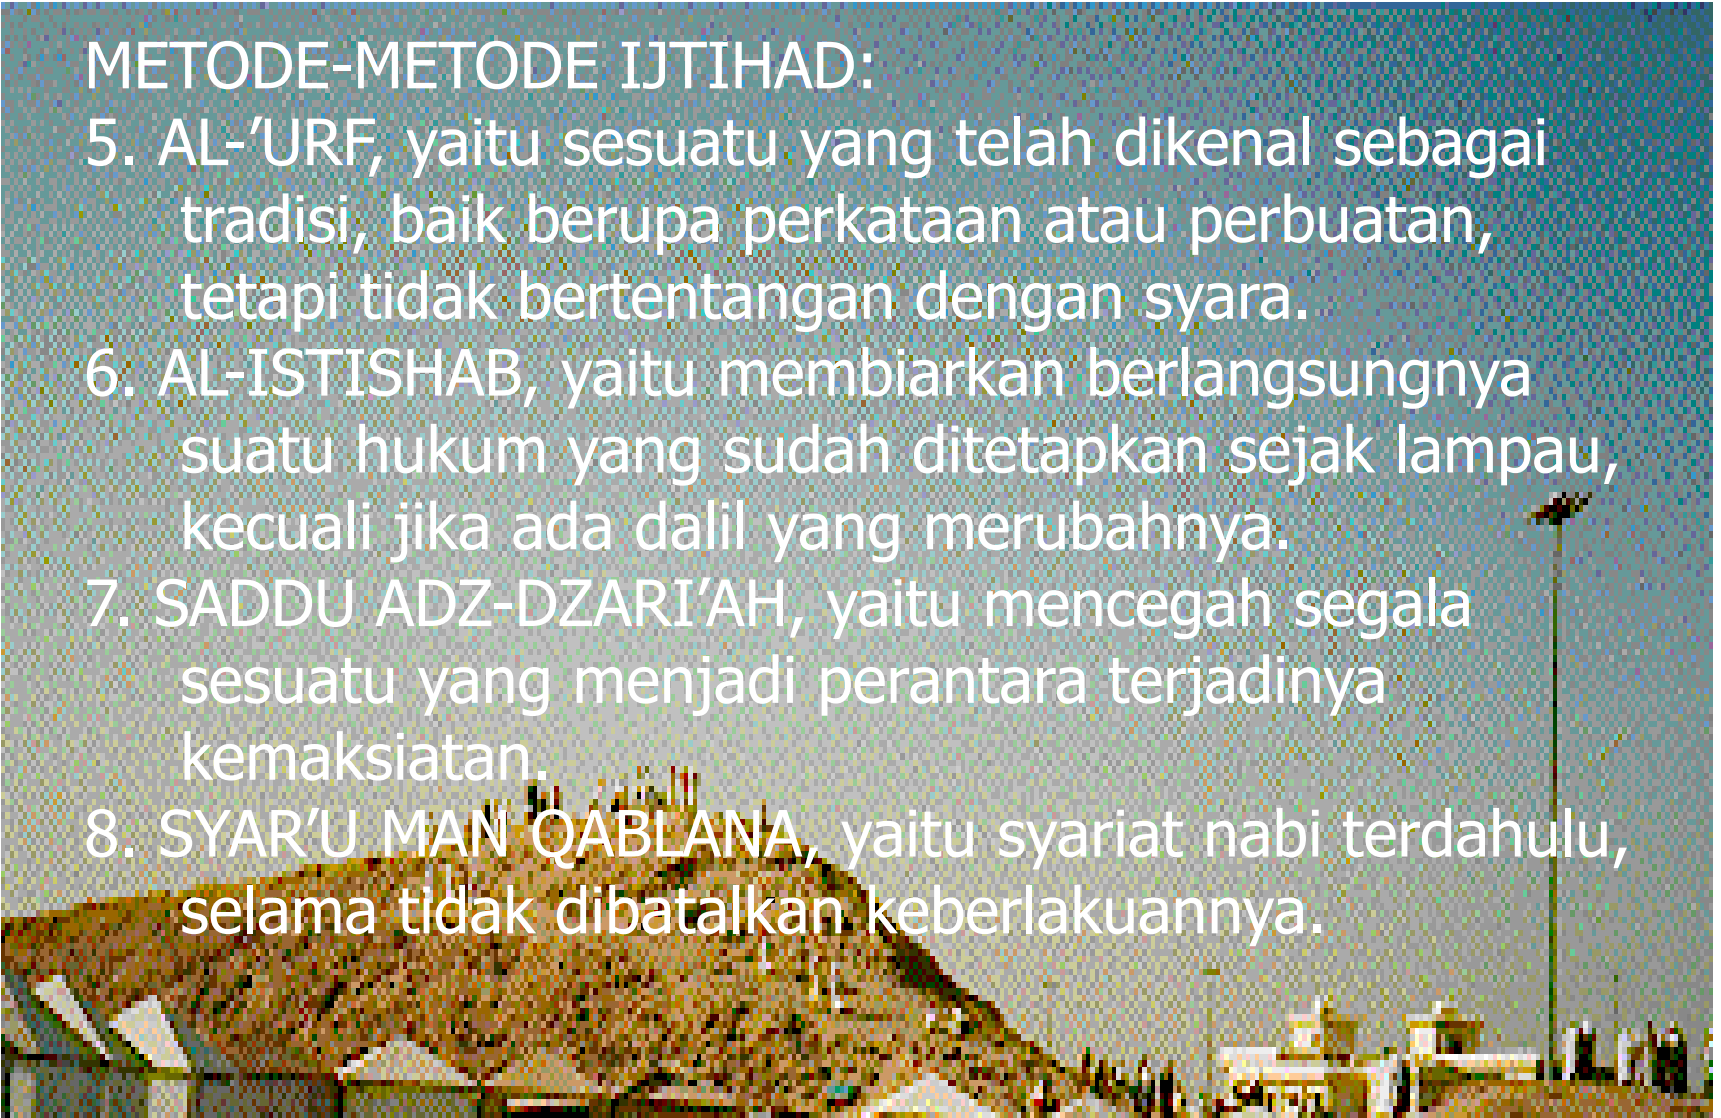 METODE-METODE IJTIHAD:
5. AL-’URF, yaitu sesuatu yang telah dikenal sebagai
tradisi, baik berupa perkataan atau perbuatan,
tetapi tidak bertentangan dengan syara.
6. AL-ISTISHAB, yaitu membiarkan berlangsungnya
suatu hukum yang sudah ditetapkan sejak lampau,
kecuali jika ada dalil yang merubahnya.
7. SADDU ADZ-DZARI’AH, yaitu mencegah segala
sesuatu yang menjadi perantara terjadinya
kemaksiatan.
8. SYAR’U MAN QABLANA, yaitu syariat nabi terdahulu,
selama tidak dibatalkan keberlakuannya.